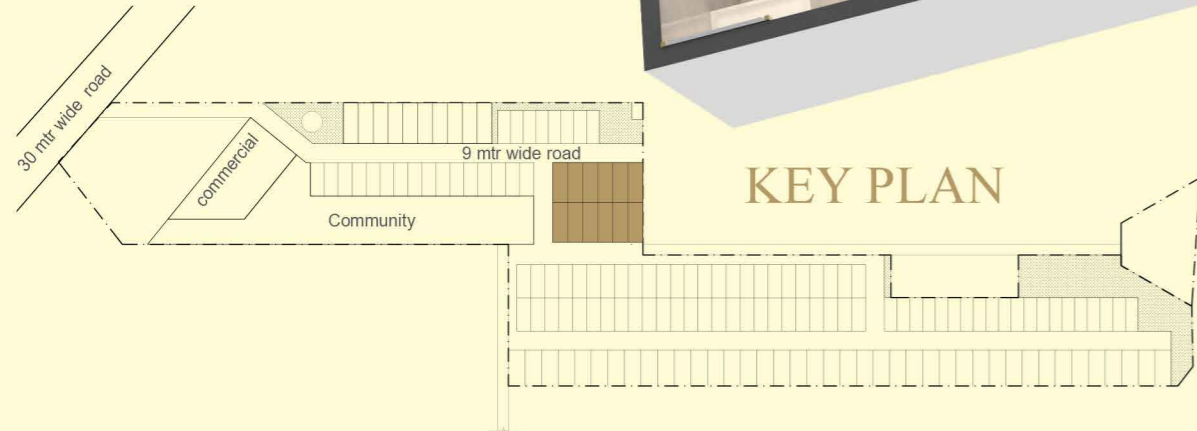 30 mtr wide road
commercial
9 mtr wide road
Community
KEY PLAN